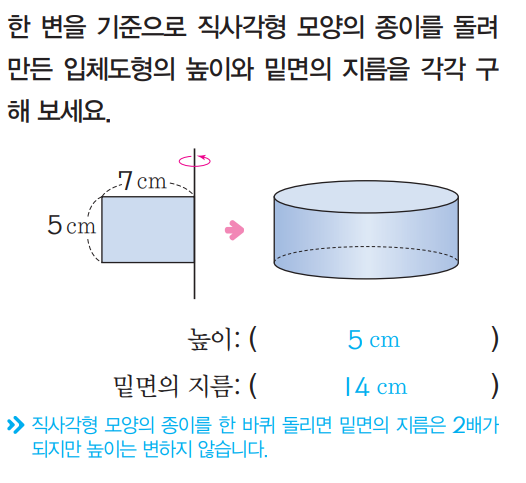 한 변을 기준으로 직사각형 모양의 종이를 돌려
만든 입체도형의 높이와 밑면의 지름을 각각 구
해 보세요.
7 cm
5 cm
높이: ( 5 cm )
밑면의 지름: ( 14 cm )
직사각형 모양의 종이를 한 바퀴 돌리면 밑면의 지름은 2배가
되지만 높이는 변하지 않습니다.